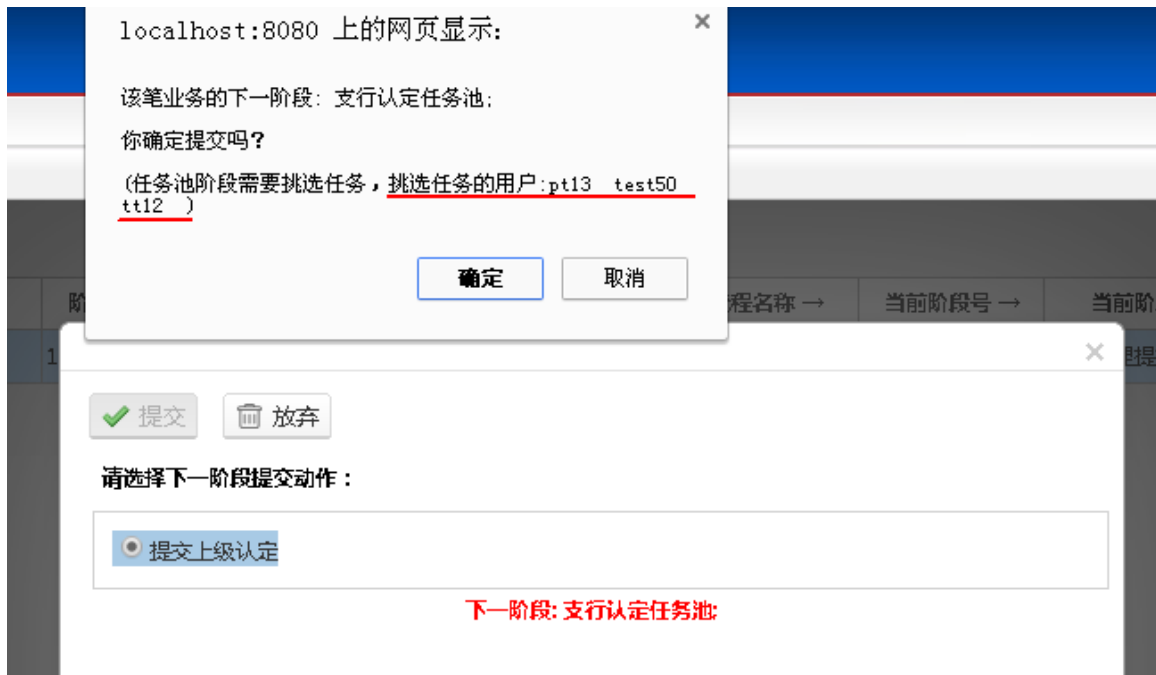 localhost:8080 上的网页显示:
×
该笔业务的下一阶段: 支行认定任务池;
你确定提交吗?
(任务池阶段需要挑选任务,挑选任务的用户:pt13 test50
tt12 )
确定 取消
阶 程名称 → 当前阶段号 → 当前阶
1 理提
×
提交 放弃
请选择下一阶段提交动作:
提交上级认定
下一阶段: 支行认定任务池;